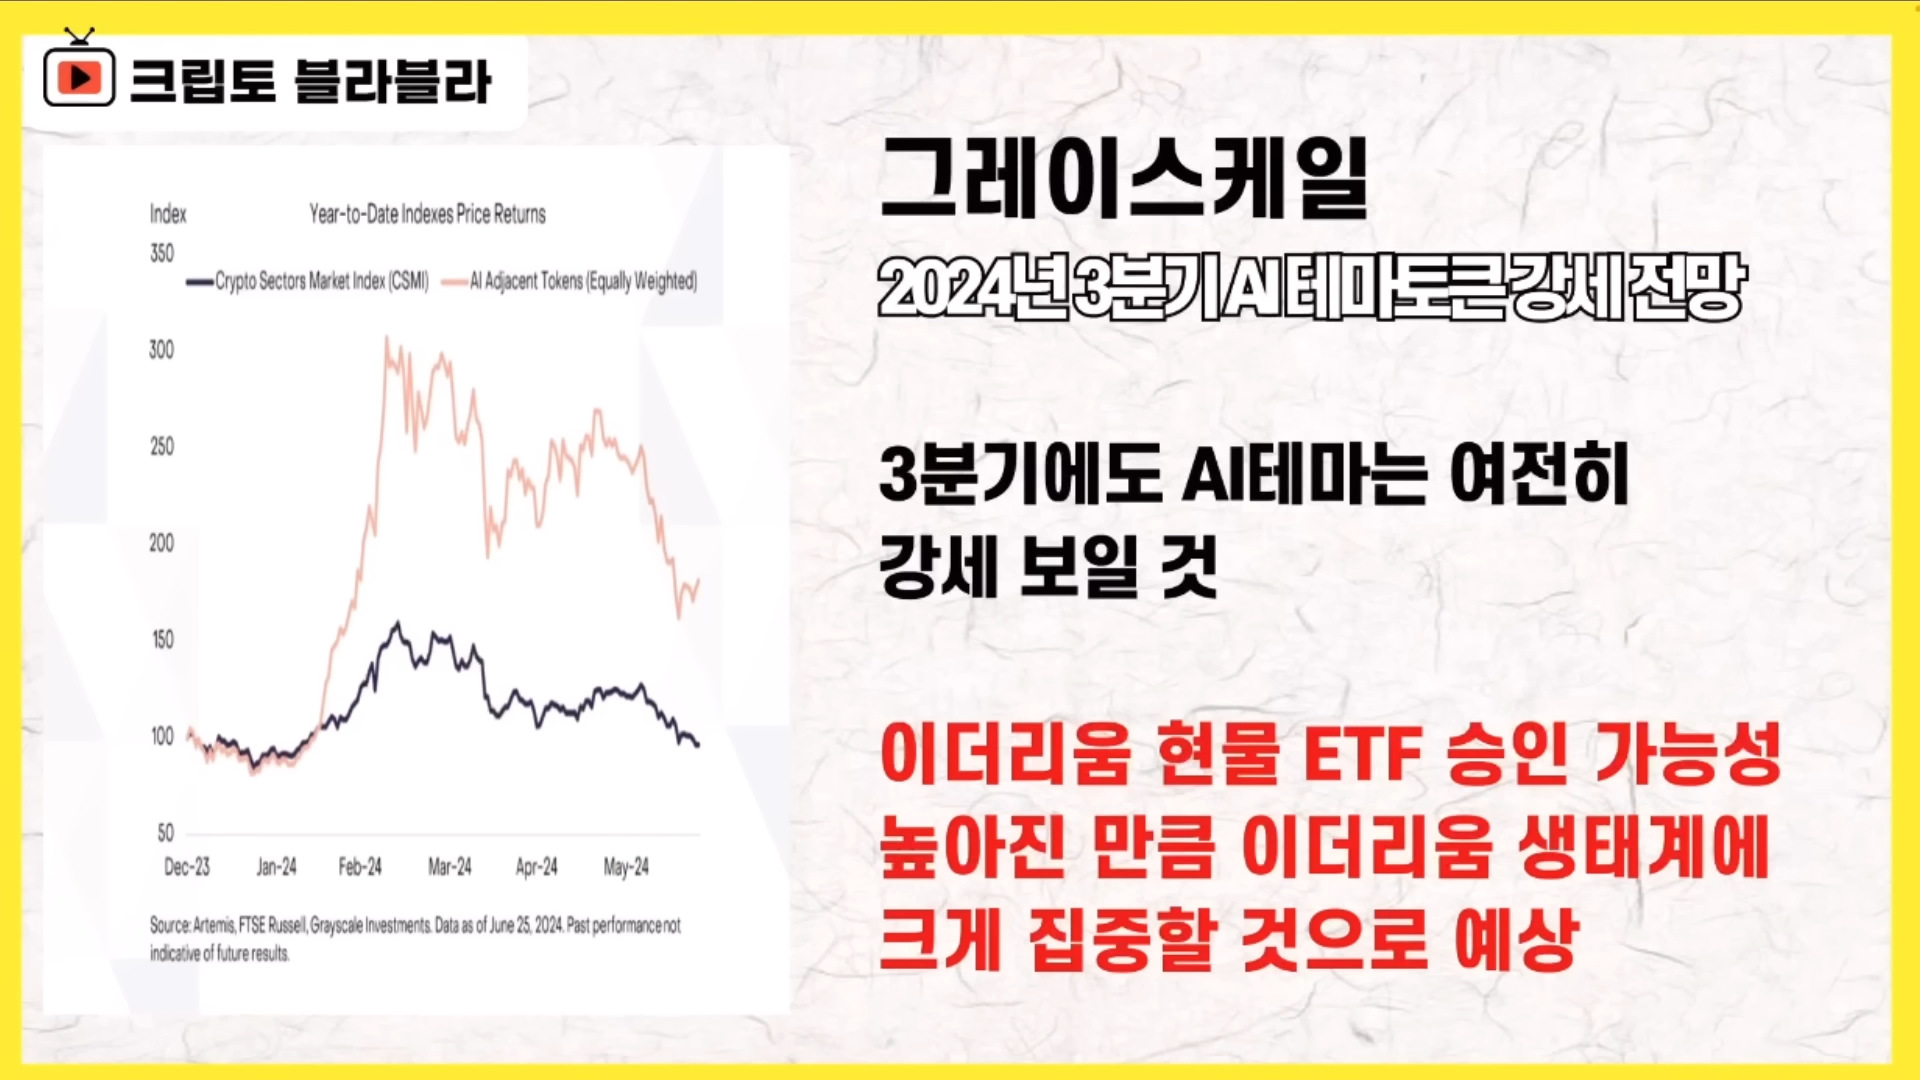 크립토 블라블라
Index
Year-to-Date Indexes Price Returns
350
Crypto Sectors Market Index (CSMI)
AI Adjacent Tokens (Equally Weighted)
300
250
200
150
100
50
Dec-23
Jan-24
Feb-24
Mar-24
Apr-24
May-24
Source: Artemis, FTSE Russell, Grayscale Investments. Data as of June 25, 2024. Past performance not
indicative of future results.
그레이스케일
2024년 3분기 AI 테마토큰 강세 전망
3분기에도 AI테마는 여전히
강세 보일 것
이더리움 현물 ETF 승인 가능성
높아진 만큼 이더리움 생태계에
크게 집중할 것으로 예상